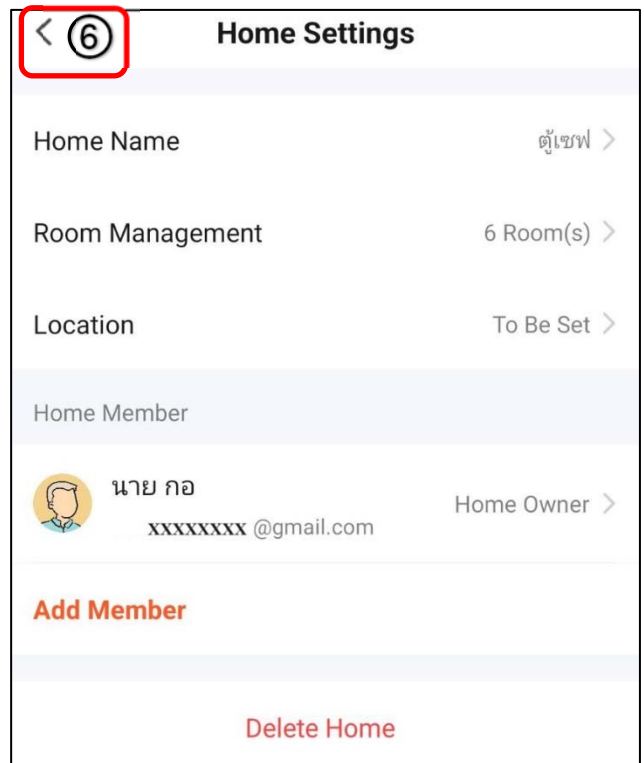 < ⑥ Home Settings
Home Name ตู้เซฟ >
Room Management 6 Room(s) >
Location To Be Set >
Home Member
นาย กอ
xxxxxxxx @gmail.com Home Owner >
Add Member
Delete Home